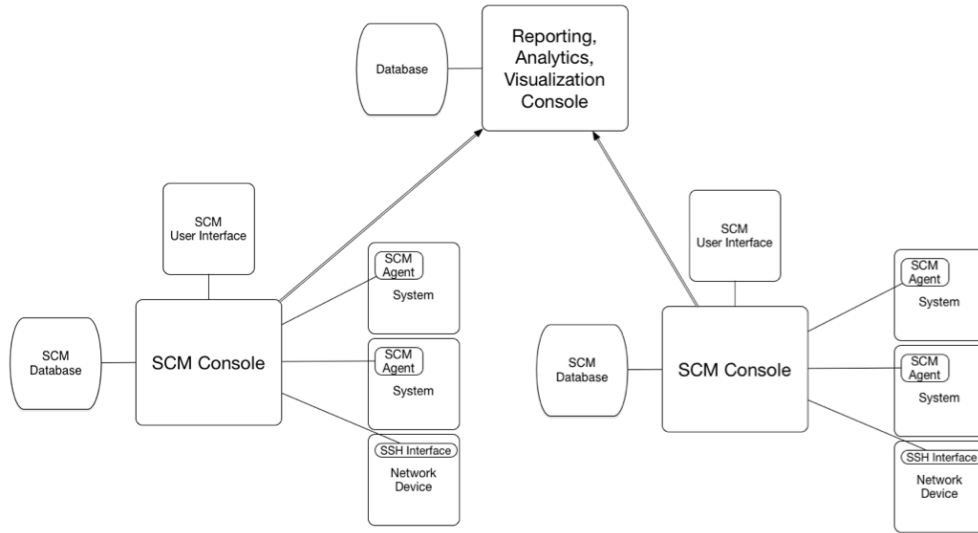 Reporting,
Analytics,
Visualization
Console
Database
SCM
User Interface
SCM
Agent
System
SCM Console
SCM
Database
SCM
Agent
System
SSH Interface
Network
Device
SCM
User Interface
SCM
Agent
System
SCM Console
SCM
Database
SCM
Agent
System
SSH Interface
Network
Device